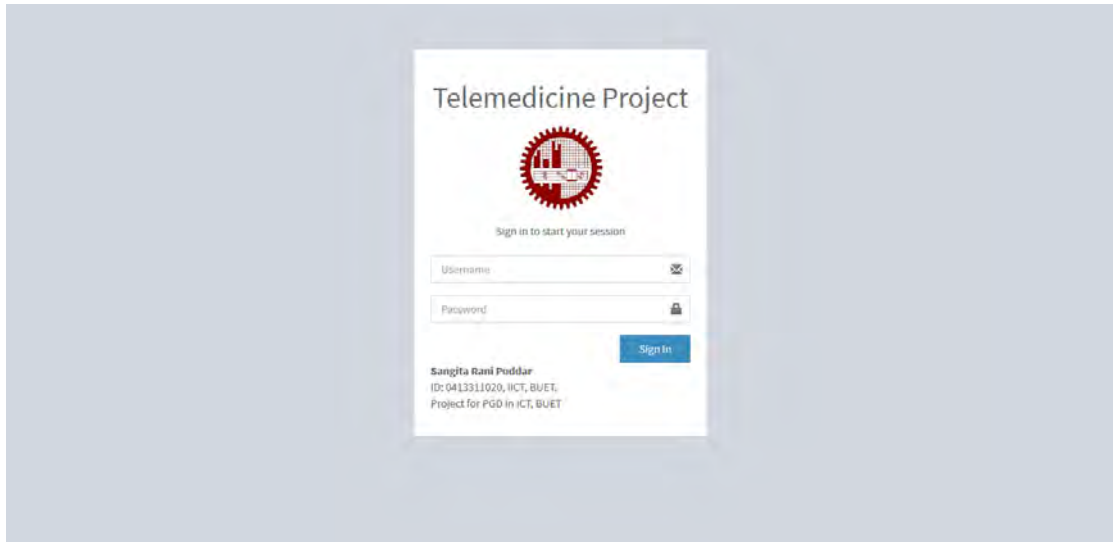 Telemedicine Project
Sign in to start your session
Username
Password
Sign In
Sangita Rani Poddar
ID: 0413311020, IICT, BUET.
Project for PGD in ICT, BUET